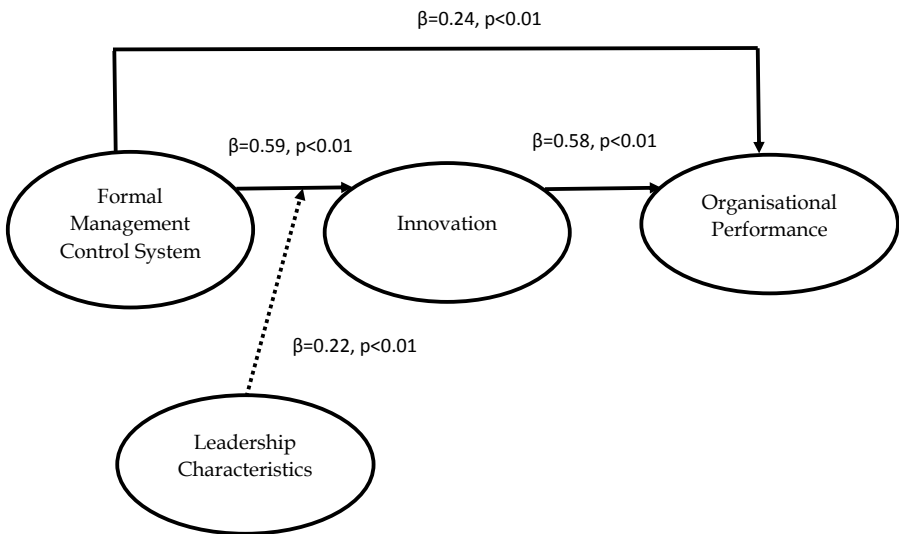 β=0.24, p<0.01
β=0.59, p<0.01
β=0.58, p<0.01
Formal
Management
Control System
Innovation
Organisational
Performance
β=0.22, p<0.01
Leadership
Characteristics